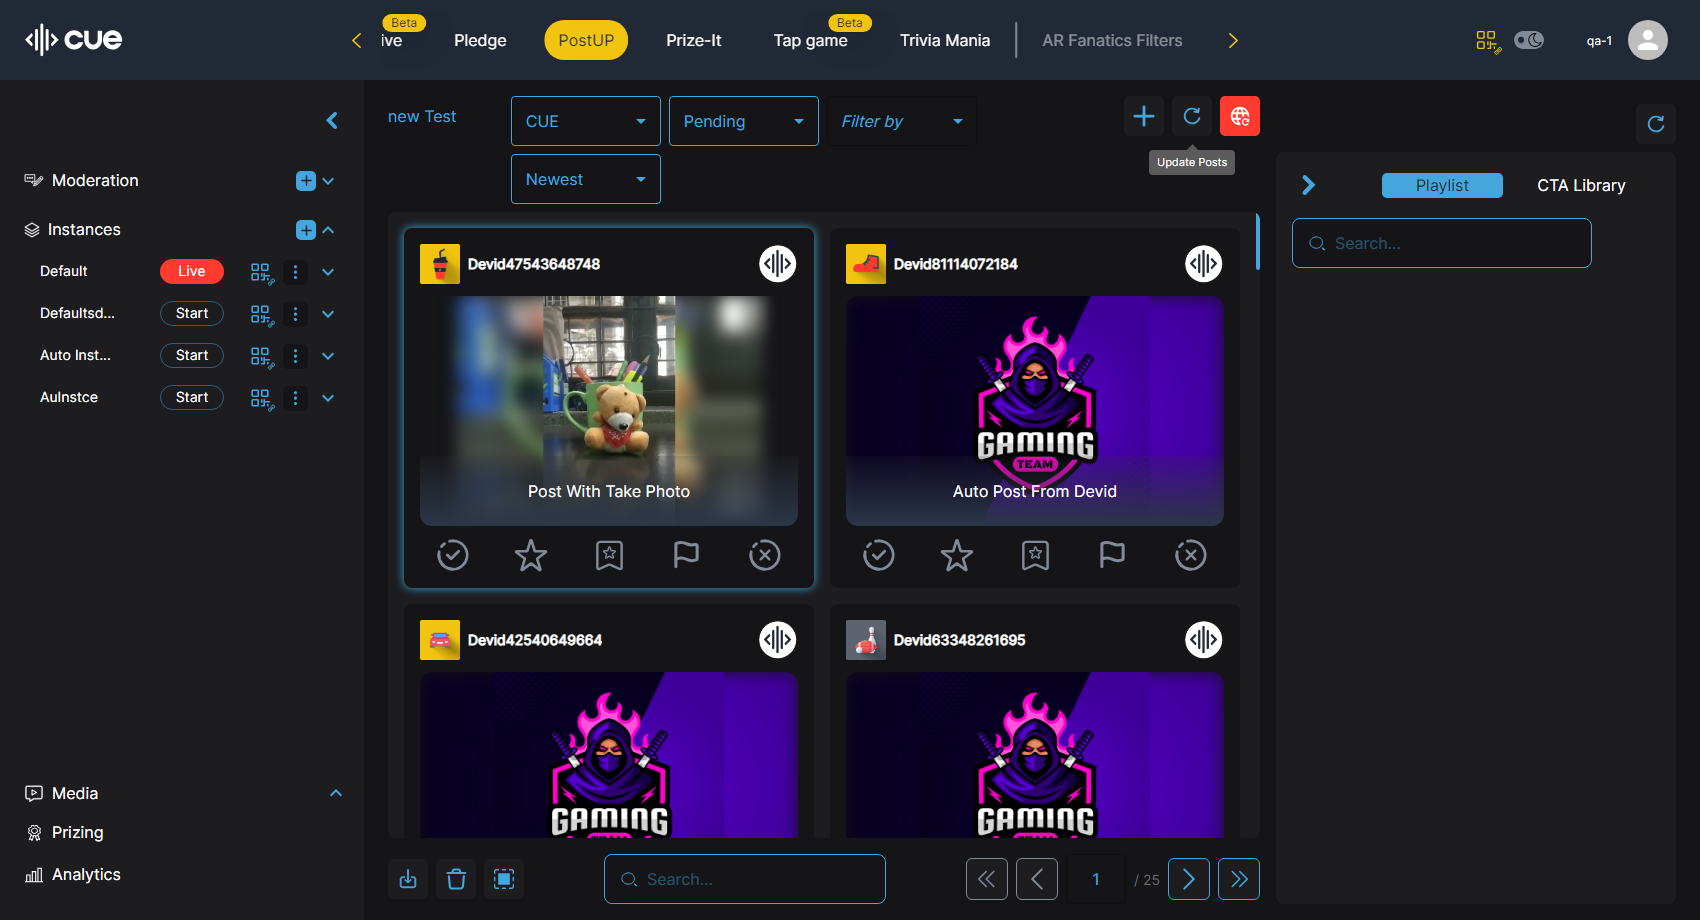 cue
ive
Beta
Pledge
PostUP
Prize-It
Tap game
Beta
Trivia Mania
AR Fanatics Filters
qa-1
Moderation
Instances
Default
Live
Defaultsd...
Start
Auto Inst...
Start
AuInstce
Start
Media
Prizing
Analytics
new Test
CUE
Pending
Filter by
Newest
Update Posts
Devid47543648748
Post With Take Photo
Devid81114072184
GAMING
TEAM
Auto Post From Devid
Devid42540649664
GAMING
Devid63348261695
GAMING
Search...
1
/ 25
Playlist
CTA Library
Search...